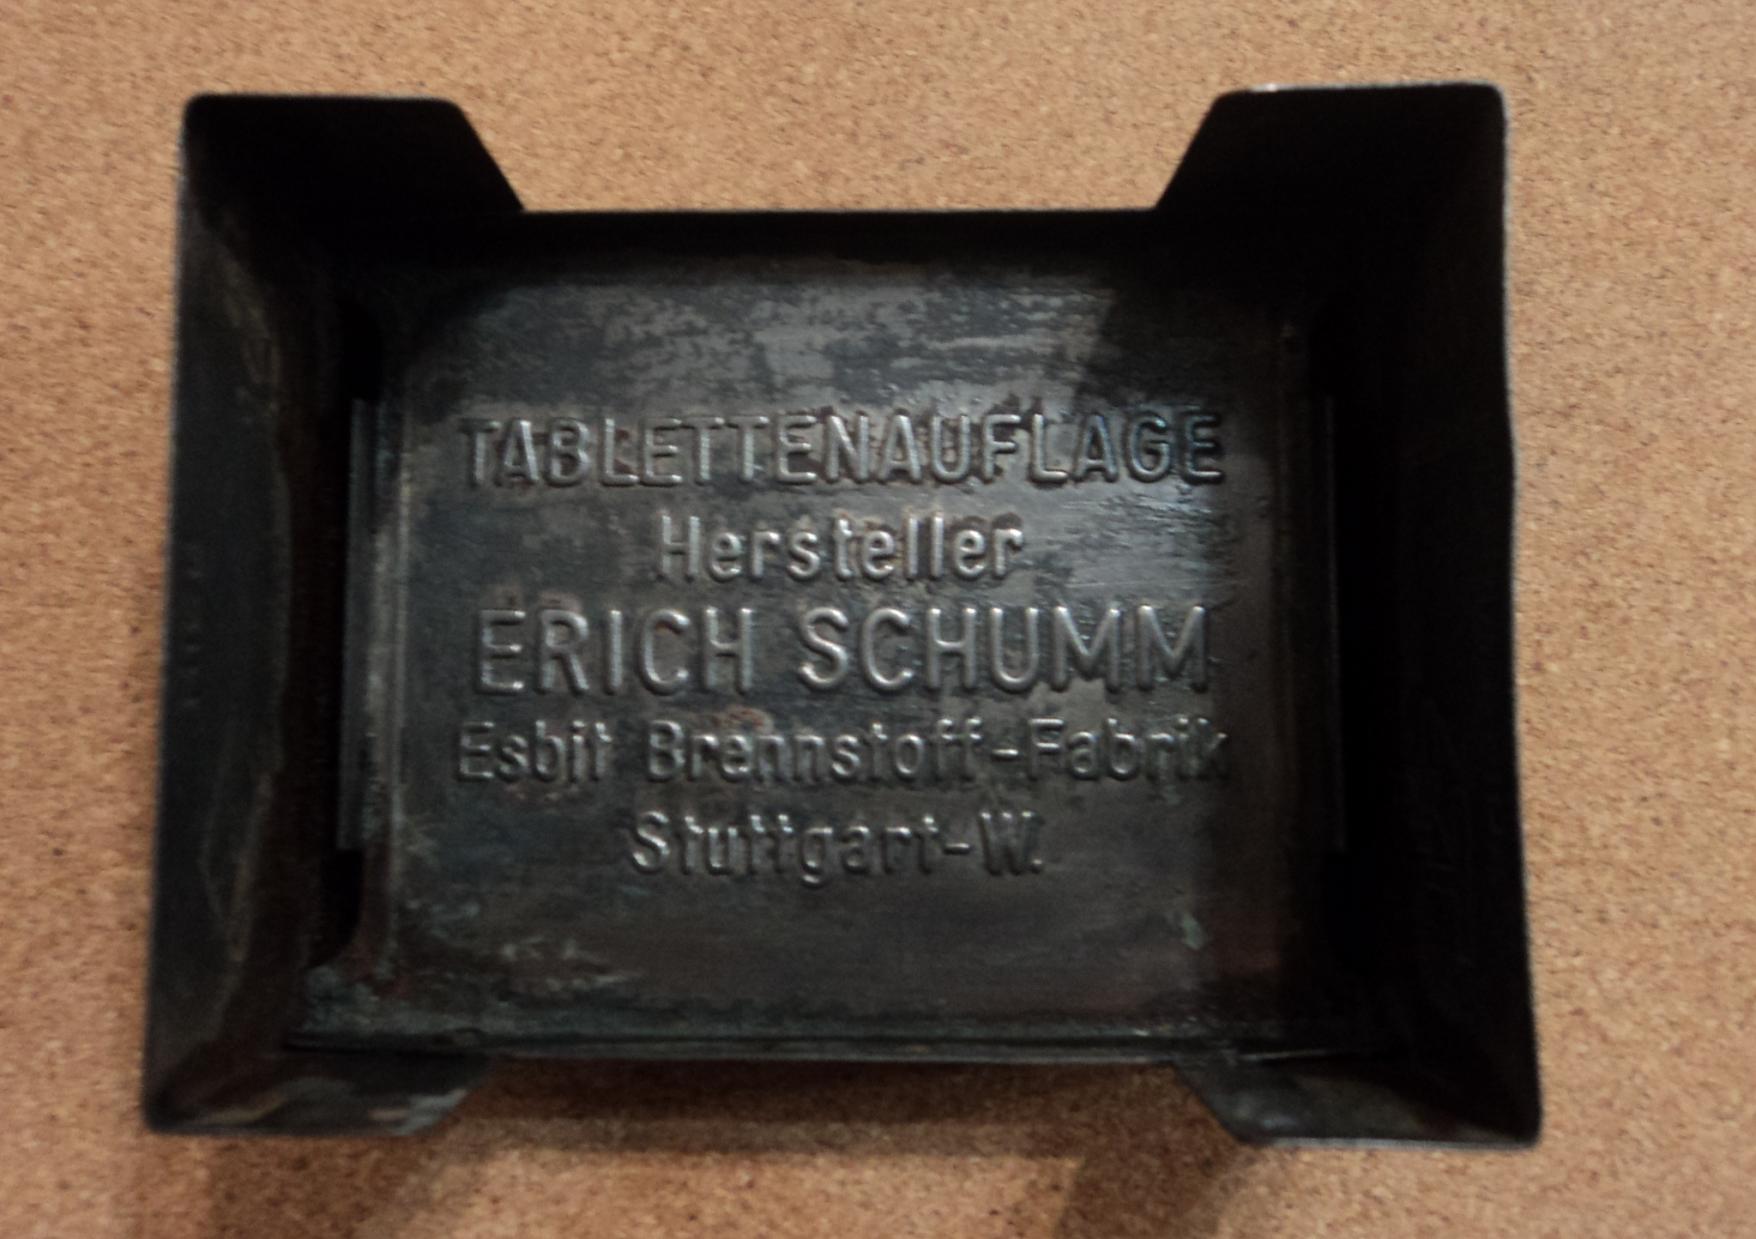 TABLETTENAUFLAGE
Hersteller
ERICH SCHUMM
Esbit Brennstoff-Fabrik
Stuttgart-W.